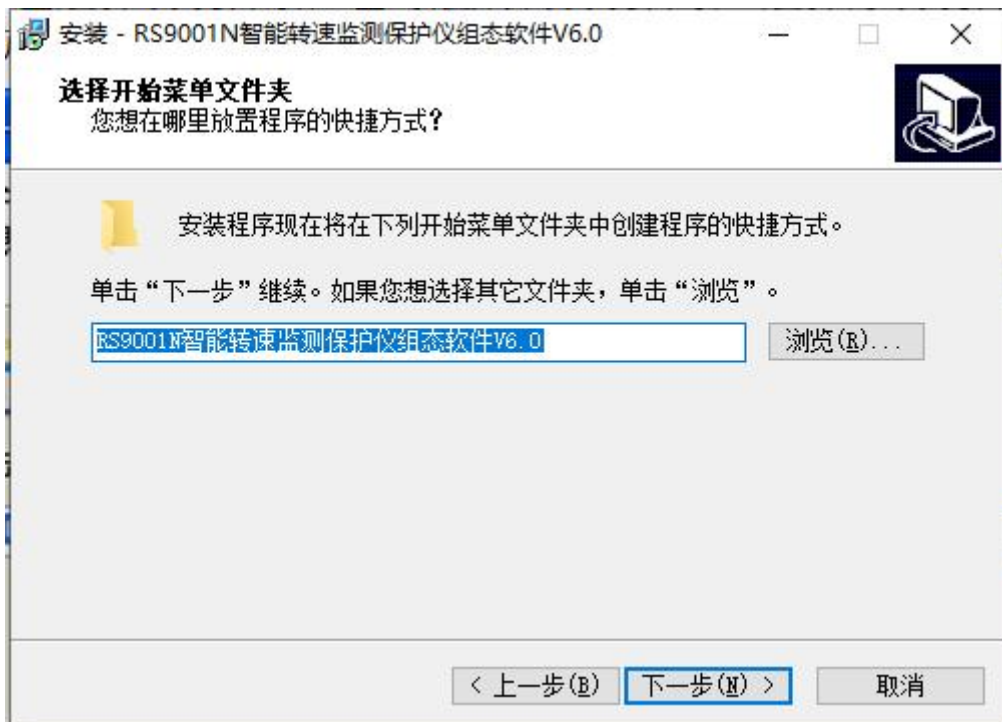 安装 - RS9001N智能转速监测保护仪组态软件V6.0
选择开始菜单文件夹
您想在哪里放置程序的快捷方式？
安装程序现在将在下列开始菜单文件夹中创建程序的快捷方式。
单击“下一步”继续。如果您想选择其它文件夹，单击“浏览”。
RS9001N智能转速监测保护仪组态软件V6.0
浏览(R)...
< 上一步(B)
下一步(N) >
取消